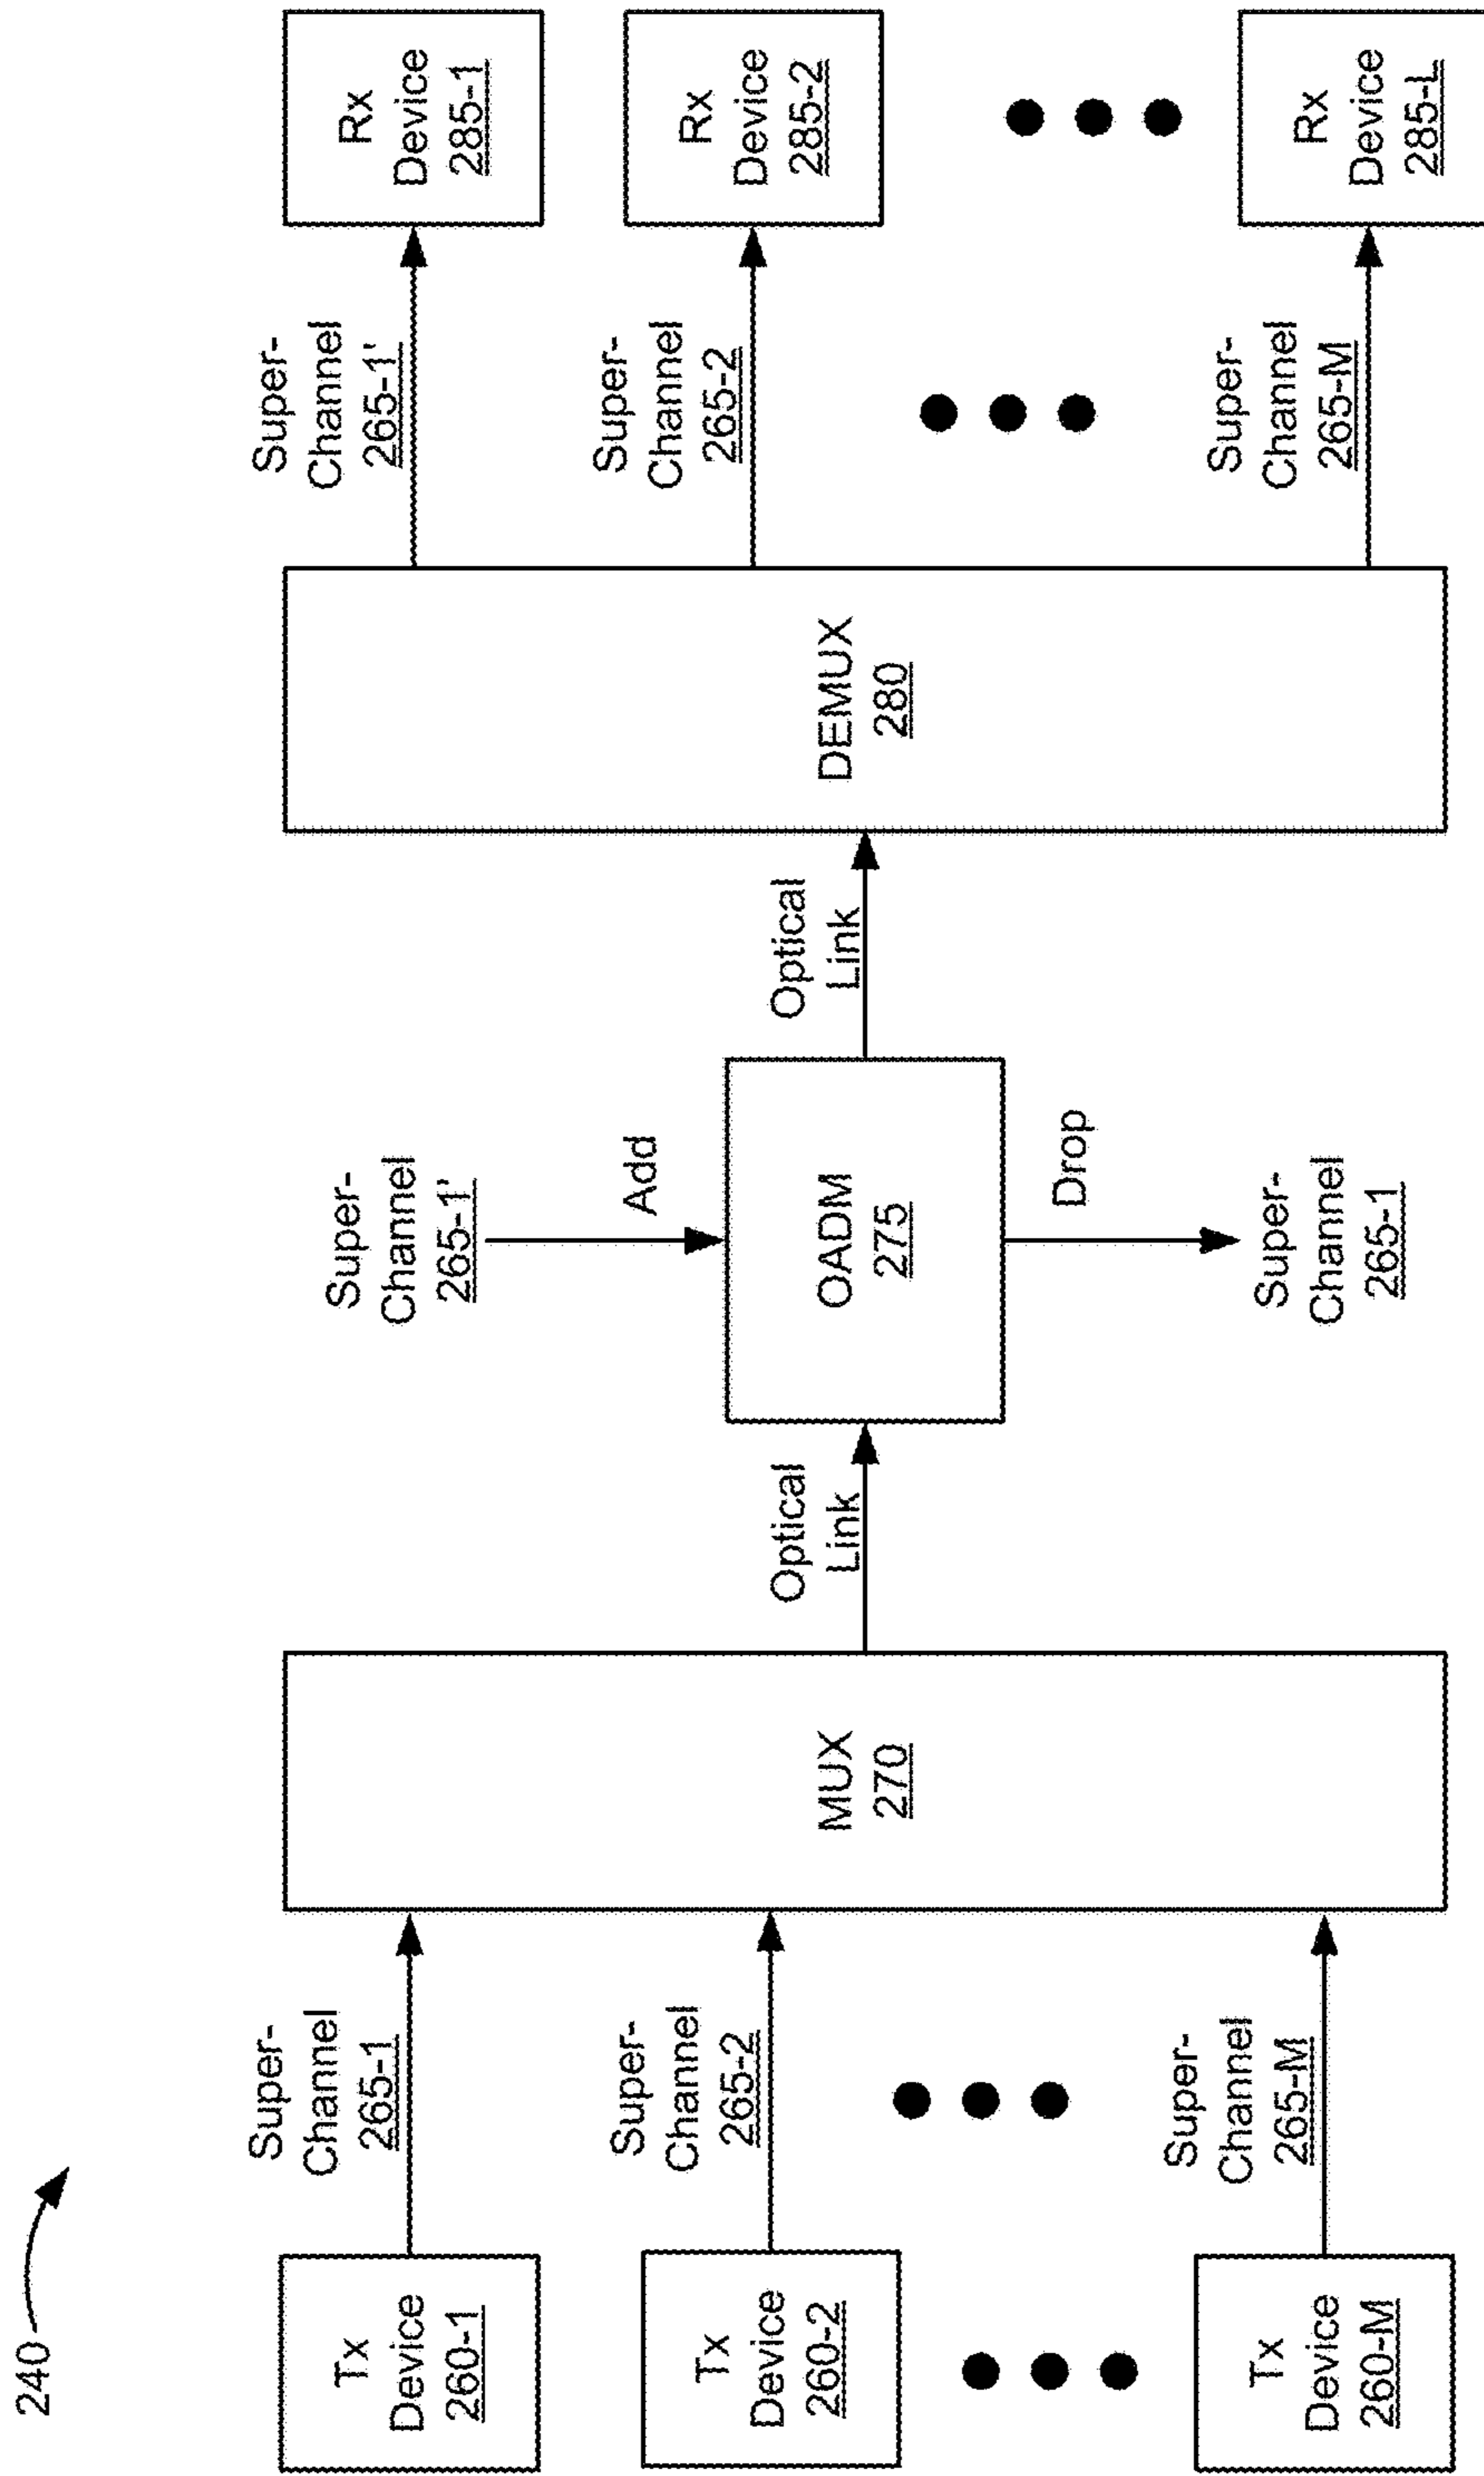 240
Tx
Device
260-1
Super-
Channel
265-1
Tx
Device
260-2
Super-
Channel
265-2
Tx
Device
260-M
Super-
Channel
265-M
MUX
270
Optical
Link
Super-
Channel
265-1'
Add
OADM
275
Drop
Super-
Channel
265-1
Optical
Link
DEMUX
280
Super-
Channel
265-1'
Rx
Device
285-1
Super-
Channel
265-2
Rx
Device
285-2
Super-
Channel
265-M
Rx
Device
285-L